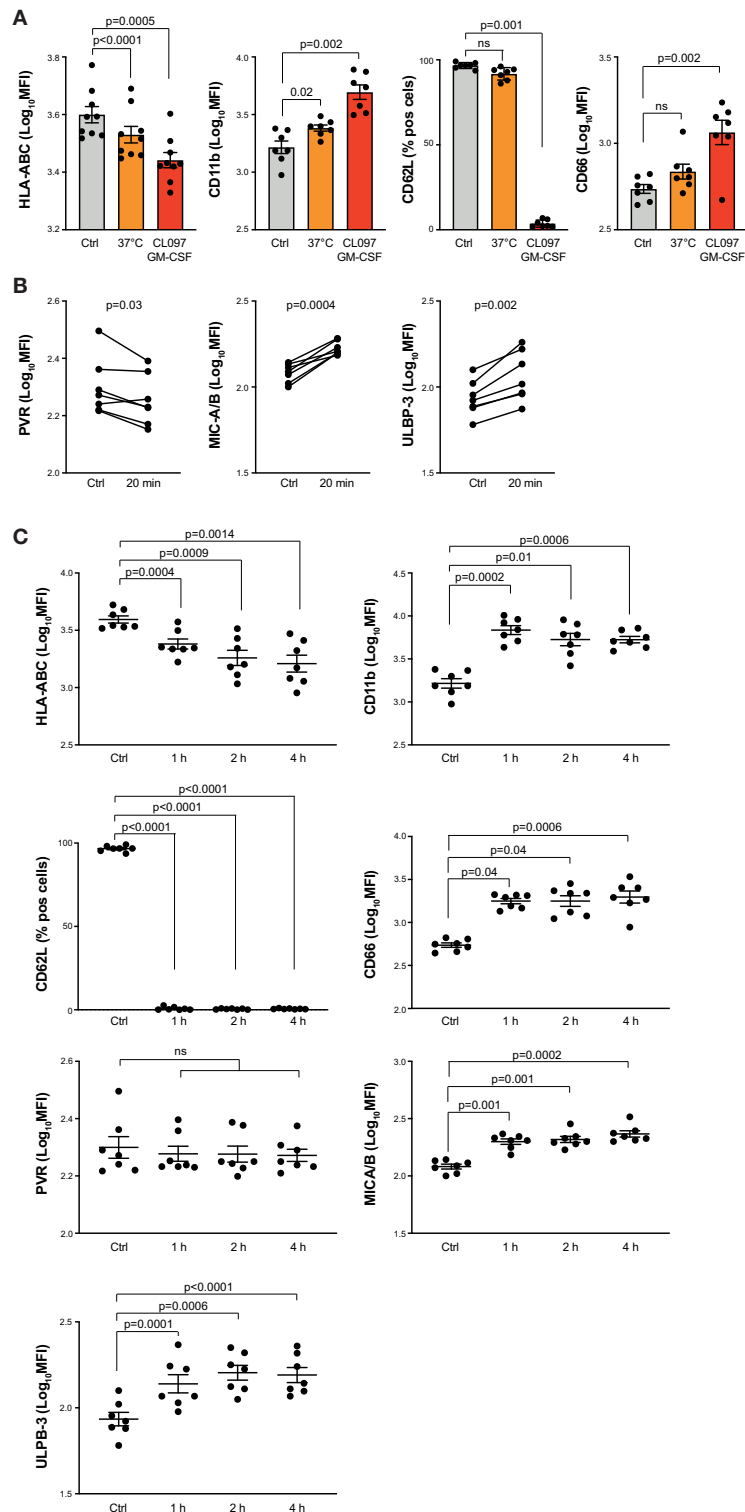 A
p=0.0005
p<0.0001
HLA-ABC (Log10MFI)
3.8
3.6
3.4
3.2
Ctrl 37°C CL097
GM-CSF
p=0.002
0.02
CD11b (Log10MFI)
4.0
3.5
3.0
2.5
Ctrl 37°C CL097
GM-CSF
p=0.001
ns
CD62L (% pos cels)
100
50
0
Ctrl 37°C CL097
GM-CSF
p=0.002
ns
CD66 (Log10MFI)
3.5
3.0
2.5
Ctrl 37°C CL097
GM-CSF
B
p=0.03
PVR (Log10MFI)
2.6
2.4
2.2
2.0
Ctrl 20 min
p=0.0004
MIC-A/B (Log10MFI)
2.5
2.0
1.5
Ctrl 20 min
p=0.002
ULBP-3 (Log10MFI)
2.5
2.0
1.5
Ctrl 20 min
C
p=0.0014
p=0.0009
p=0.0004
HLA-ABC (Log10MFI)
4.0
3.5
3.0
2.5
Ctrl 1 h 2 h 4 h
p=0.0006
p=0.01
p=0.0002
CD11b (Log10MFI)
4.5
4.0
3.5
3.0
2.5
Ctrl 1 h 2 h 4 h
p<0.0001
p<0.0001
p<0.0001
CD62L (% pos cells)
100
50
0
Ctrl 1 h 2 h 4 h
p=0.0006
p=0.04
p=0.04
CD66 (Log10MFI)
4.0
3.5
3.0
2.5
2.0
Ctrl 1 h 2 h 4 h
ns
PVR (Log10MFI)
2.6
2.4
2.2
2.0
Ctrl 1 h 2 h 4 h
p=0.0002
p=0.001
p=0.001
MICA/B (Log10MFI)
3.0
2.5
2.0
1.5
Ctrl 1 h 2 h 4 h
p<0.0001
p=0.0006
p=0.0001
ULPB-3 (Log10MFI)
2.5
2.0
1.5
Ctrl 1 h 2 h 4 h